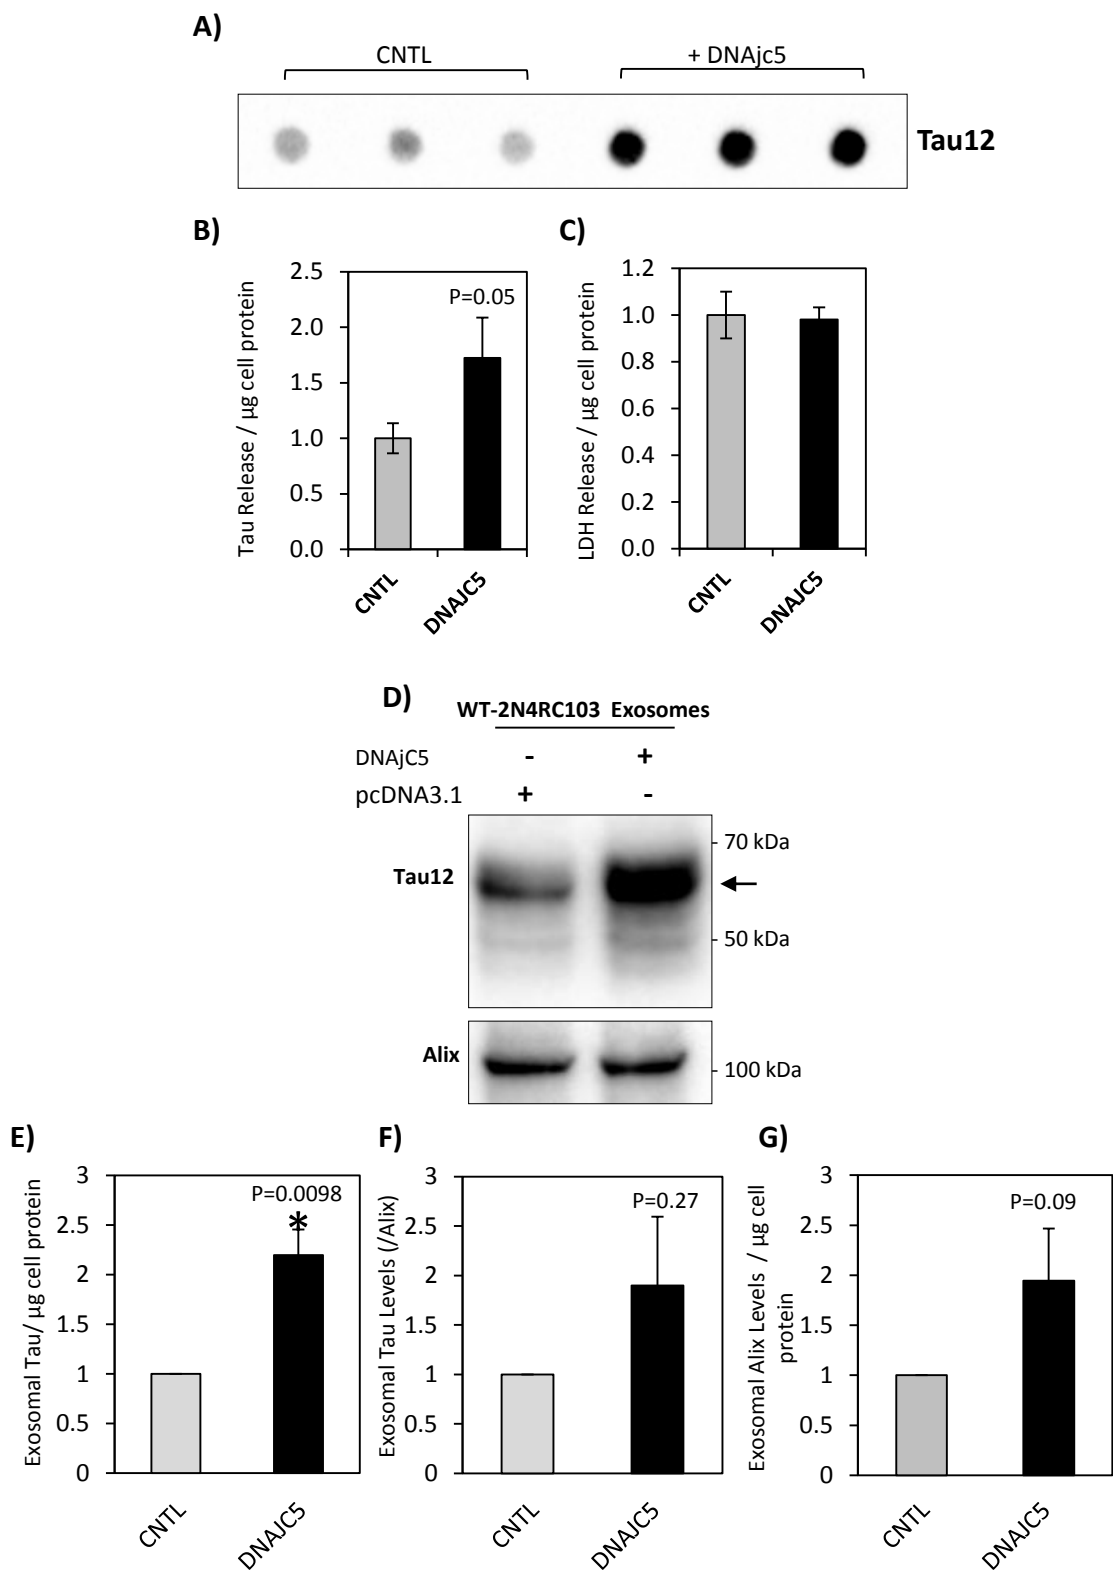 A)
CNTL
+ DNAjc5
Tau12
B)
Tau Release / µg cell protein
2.5
2.0
1.5
1.0
0.5
0.0
P=0.05
CNTL
DNAJC5
C)
LDH Release / µg cell protein
1.2
1.0
0.8
0.6
0.4
0.2
0.0
CNTL
DNAJC5
D)
WT-2N4RC103 Exosomes
DNAjC5 - +
pcDNA3.1 + -
70 kDa
Tau12
50 kDa
Alix
100 kDa
E)
Exosomal Tau/ µg cell protein
3
2.5
2
1.5
1
0.5
0
P=0.0098
*
CNTL
DNAJC5
F)
Exosomal Tau Levels (/Alix)
3
2.5
2
1.5
1
0.5
0
P=0.27
CNTL
DNAJC5
G)
Exosomal Alix Levels / µg cell
protein
3
2.5
2
1.5
1
0.5
0
P=0.09
CNTL
DNAJC5